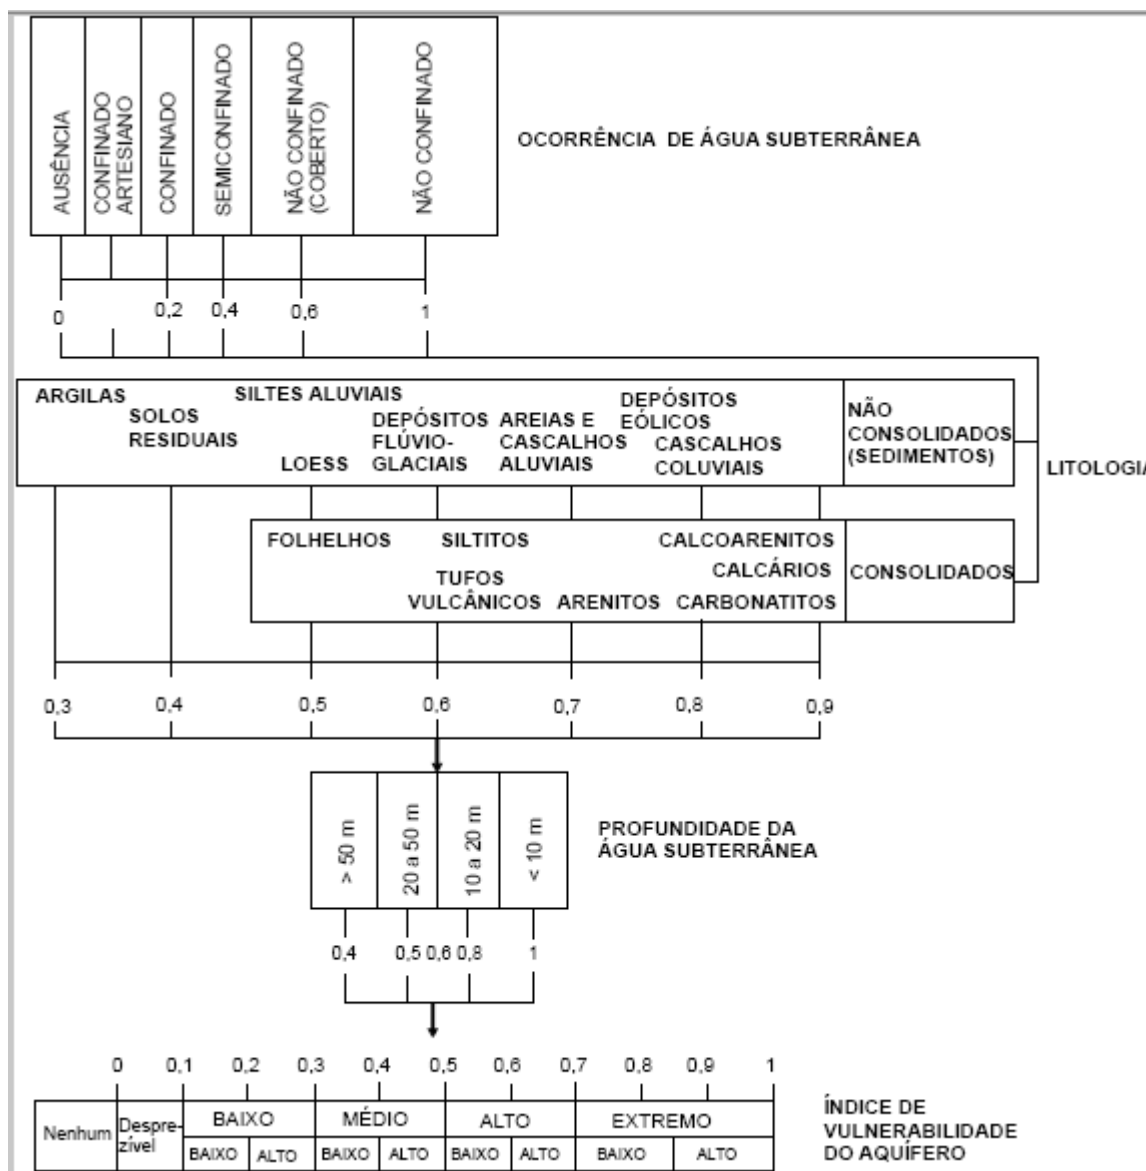 AUSÊNCIA
CONFINADO
ARTESIANO
CONFINADO
SEMICONFINADO
NÃO CONFINADO
(COBERTO)
NÃO CONFINADO
OCORRÊNCIA DE ÁGUA SUBTERRÂNEA
0
0,2
0,4
0,6
1
ARGILAS
SOLOS
RESIDUAIS
SILTES ALUVIAIS
LOESS
DEPÓSITOS
FLÚVIO-
GLACIAIS
AREIAS E
CASCALHOS
ALUVIAIS
DEPÓSITOS
EÓLICOS
CASCALHOS
COLUVIAIS
NÃO
CONSOLIDADOS
(SEDIMENTOS)
LITOLOGIA
FOLHELHOS
SILTITOS
TUFOS
VULCÂNICOS
ARENITOS
CALCOARENITOS
CALCÁRIOS
CARBONATITOS
CONSOLIDADOS
0,3
0,4
0,5
0,6
0,7
0,8
0,9
> 50 m
20 a 50 m
10 a 20 m
< 10 m
PROFUNDIDADE DA
ÁGUA SUBTERRÂNEA
0,4
0,5
0,6
0,8
1
0
0,1
0,2
0,3
0,4
0,5
0,6
0,7
0,8
0,9
1
Nenhum
Despre-
zível
BAIXO
MÉDIO
ALTO
EXTREMO
BAIXO
ALTO
BAIXO
ALTO
BAIXO
ALTO
BAIXO
ALTO
ÍNDICE DE
VULNERABILIDADE
DO AQUÍFERO